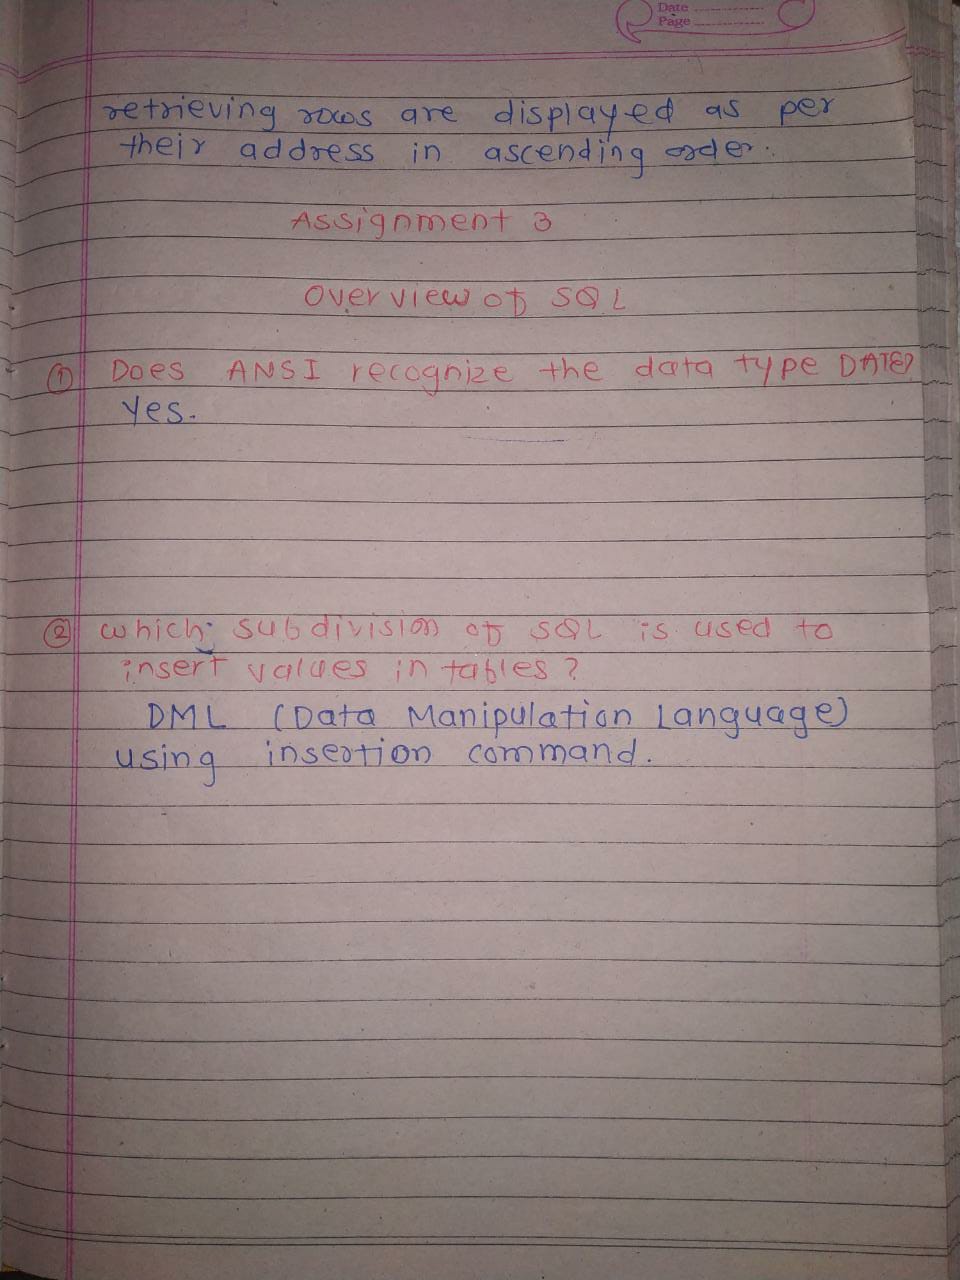 Date
Page
retrieving rows are displayed as per
their address in ascending order.
Assignment 3
Overview of SQL
① Does ANSI recognize the data type DATE?
Yes.
② which subdivision of SQL is used to
insert values in tables?
DML (Data Manipulation Language)
using insertion command.